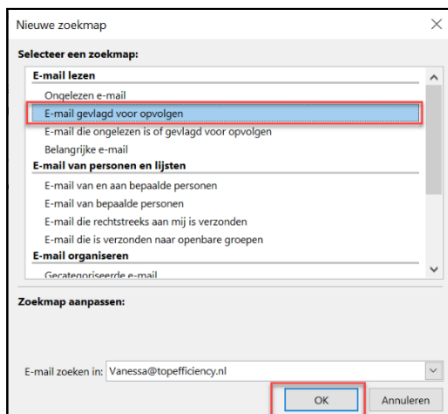 Nieuwe zoekmap
Selecteer een zoekmap:
E-mail lezen
Ongelezen e-mail
E-mail gevlagd voor opvolgen
E-mail die ongelezen is of gevlagd voor opvolgen
Belangrijke e-mail
E-mail van personen en lijsten
E-mail van en aan bepaalde personen
E-mail van bepaalde personen
E-mail die rechtstreeks aan mij is verzonden
E-mail die is verzonden naar openbare groepen
E-mail organiseren
Gecategoriseerde e-mail
Zoekmap aanpassen:
E-mail zoeken in: Vanessa@topefficiency.nl
OK Annuleren